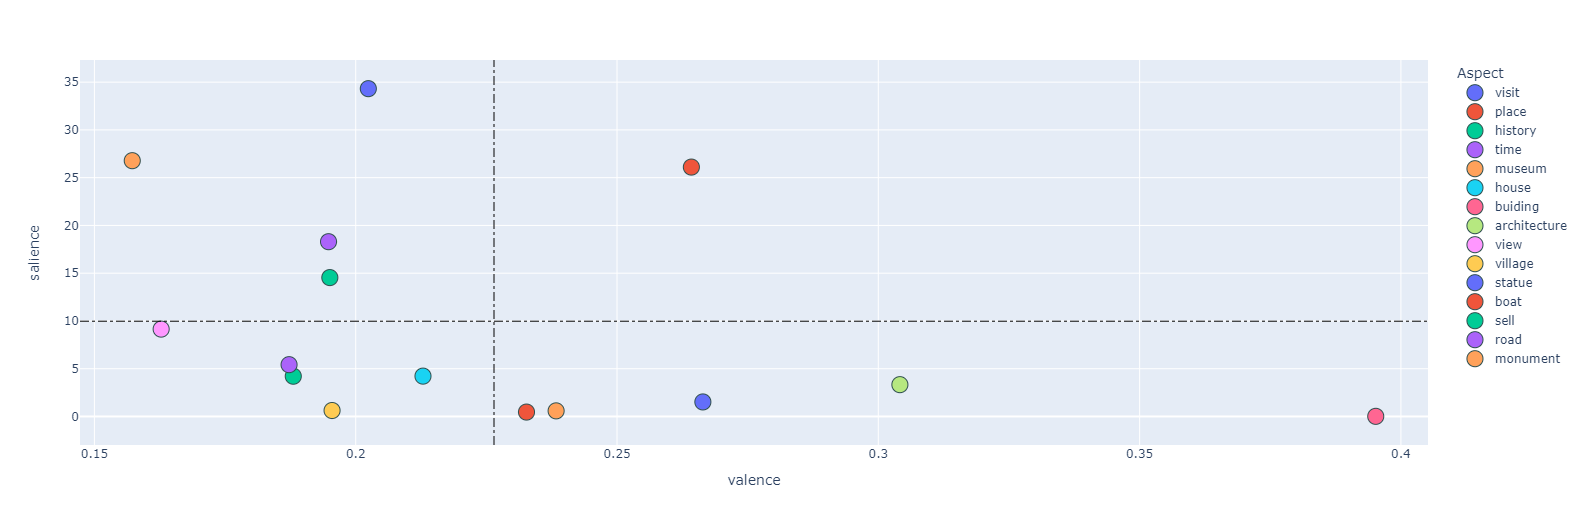 35
30
25
20
15
10
5
0
salience
0.15 0.2 0.25 0.3 0.35 0.4
valence
Aspect
visit
place
history
time
museum
house
buiding
architecture
view
village
statue
boat
sell
road
monument